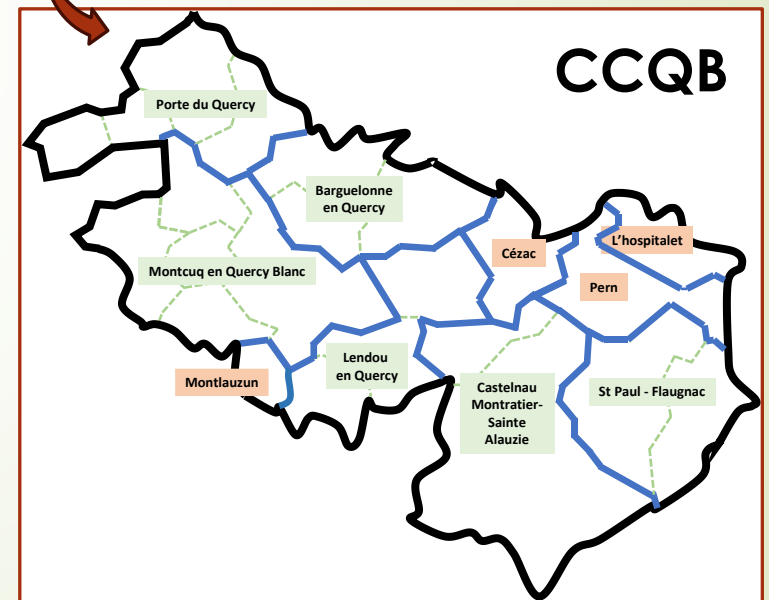 CCQB
Porte du Quercy
Barguelonne
en Quercy
L'hospitalet
Cézac
Montcuq en Quercy Blanc
Pern
Lendou
en Quercy
Montlauzun
Castelnau
Montratier-
Sainte
Alauzie
St Paul - Flaugnac